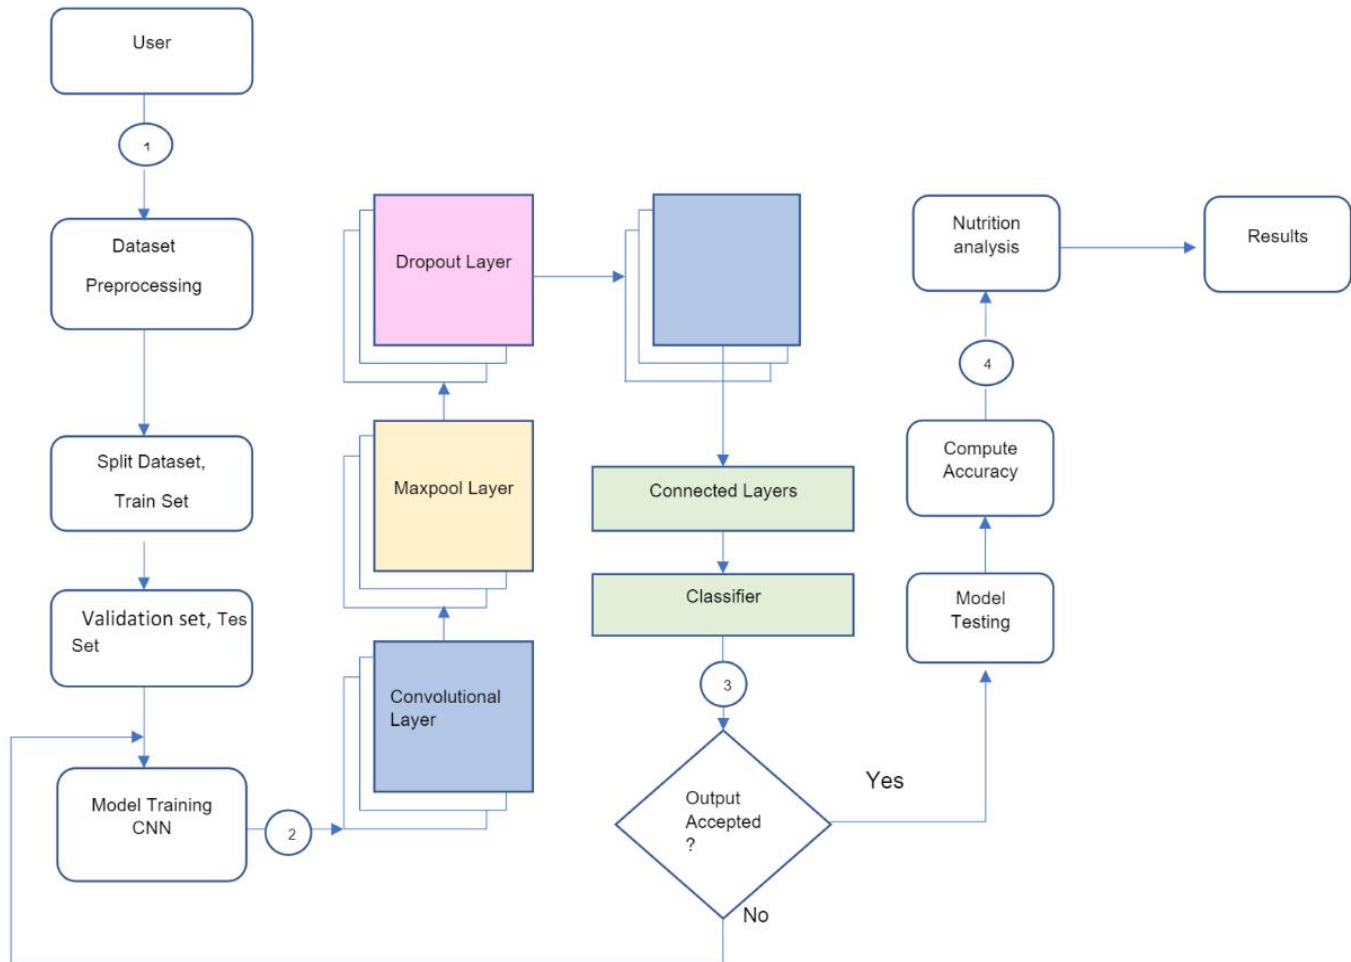 User
1
Dataset
Preprocessing
Split Dataset,
Train Set
Validation set, Tes
Set
Model Training
CNN
2
Convolutional
Layer
Maxpool Layer
Dropout Layer
Connected Layers
Classifier
3
Output
Accepted
?
Yes
No
Model
Testing
Compute
Accuracy
4
Nutrition
analysis
Results